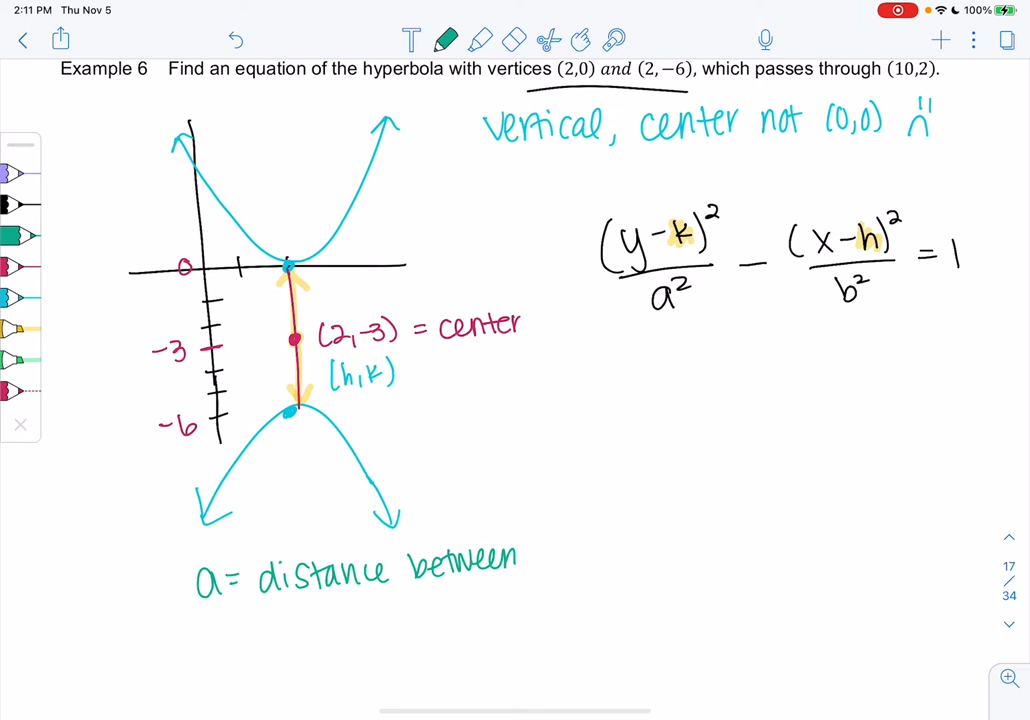 2:11 PM Thu Nov 5 100%
Example 6 Find an equation of the hyperbola with vertices (2,0) and (2,−6), which passes through (10,2).
vertical, center not (0,0)
(y-k)² / a² - (x-h)² / b² = 1
0
(2,-3) = center
-3
(h,k)
-6
a = distance between
17
/
34
T